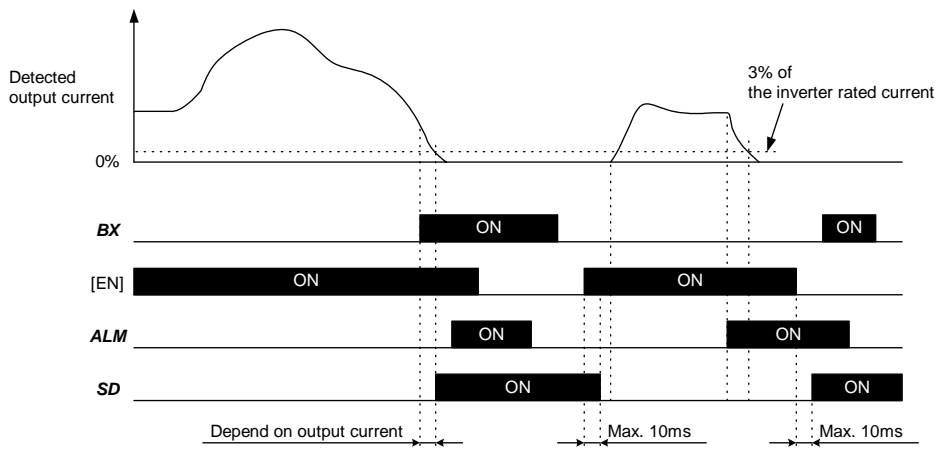 Detected
output current
3% of
the inverter rated current
0%
BX
ON
ON
[EN]
ON
ON
ALM
ON
ON
SD
ON
ON
Depend on output current
Max. 10ms
Max. 10ms